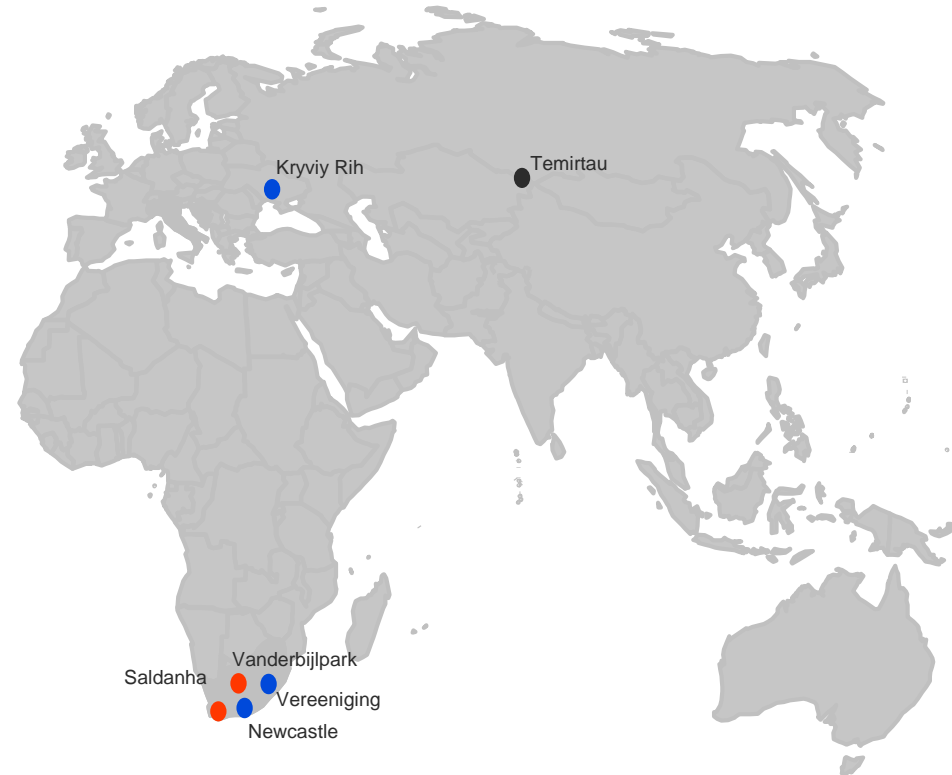 Kryviy Rih
Temirtau
Vanderbijlpark
Saldanha
Vereeniging
Newcastle